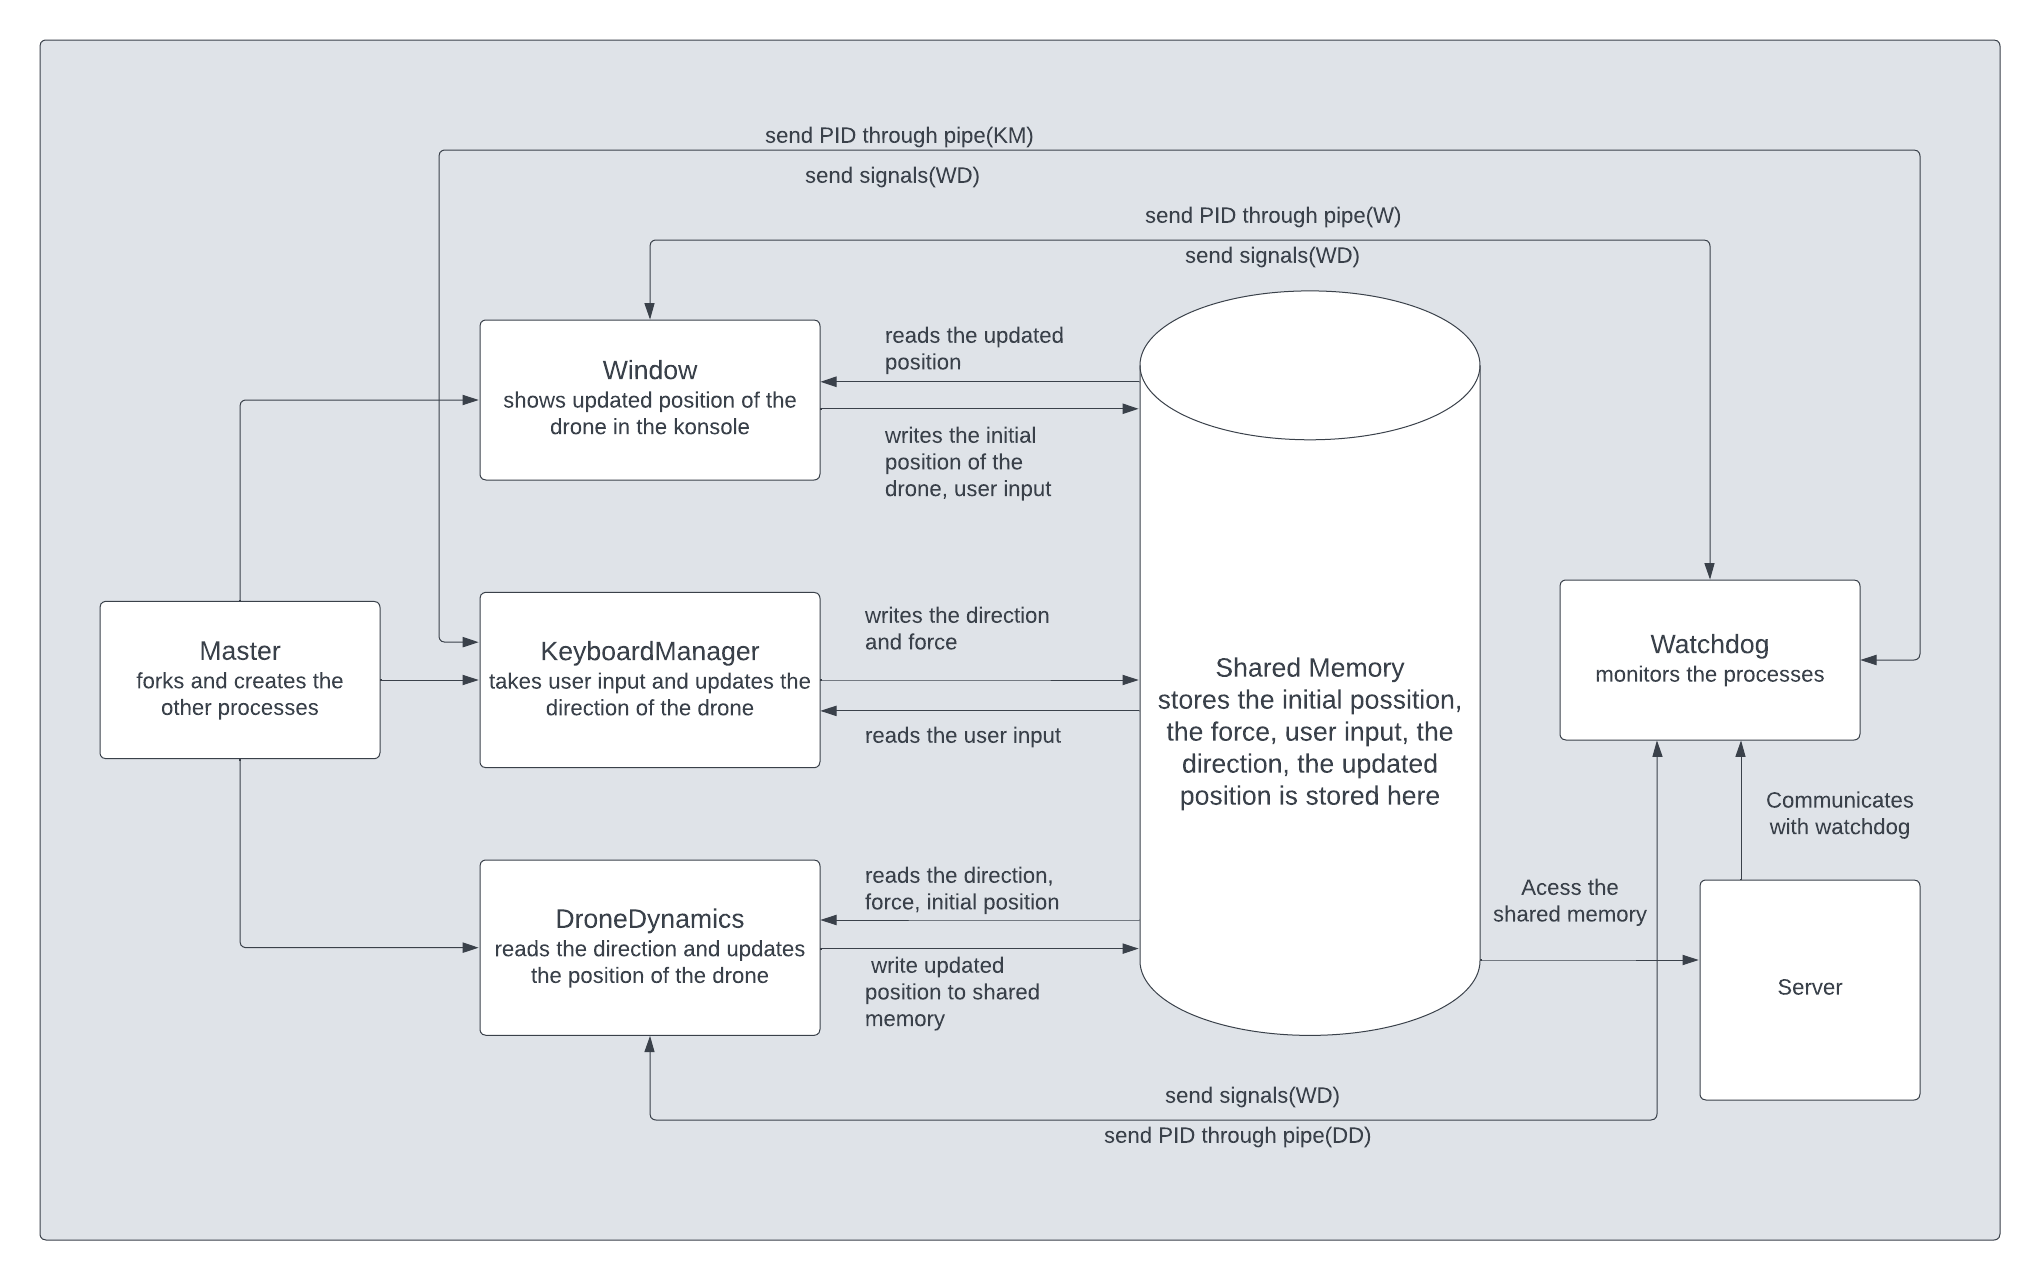 send PID through pipe(KM)
send signals(WD)
send PID through pipe(W)
send signals(WD)
Window
shows updated position of the
drone in the konsole
reads the updated
position
writes the initial
position of the
drone, user input
Master
forks and creates the
other processes
KeyboardManager
takes user input and updates the
direction of the drone
writes the direction
and force
reads the user input
Shared Memory
stores the initial possition,
the force, user input, the
direction, the updated
position is stored here
Watchdog
monitors the processes
Communicates
with watchdog
DroneDynamics
reads the direction and updates
the position of the drone
reads the direction,
force, initial position
write updated
position to shared
memory
Acess the
shared memory
Server
send signals(WD)
send PID through pipe(DD)